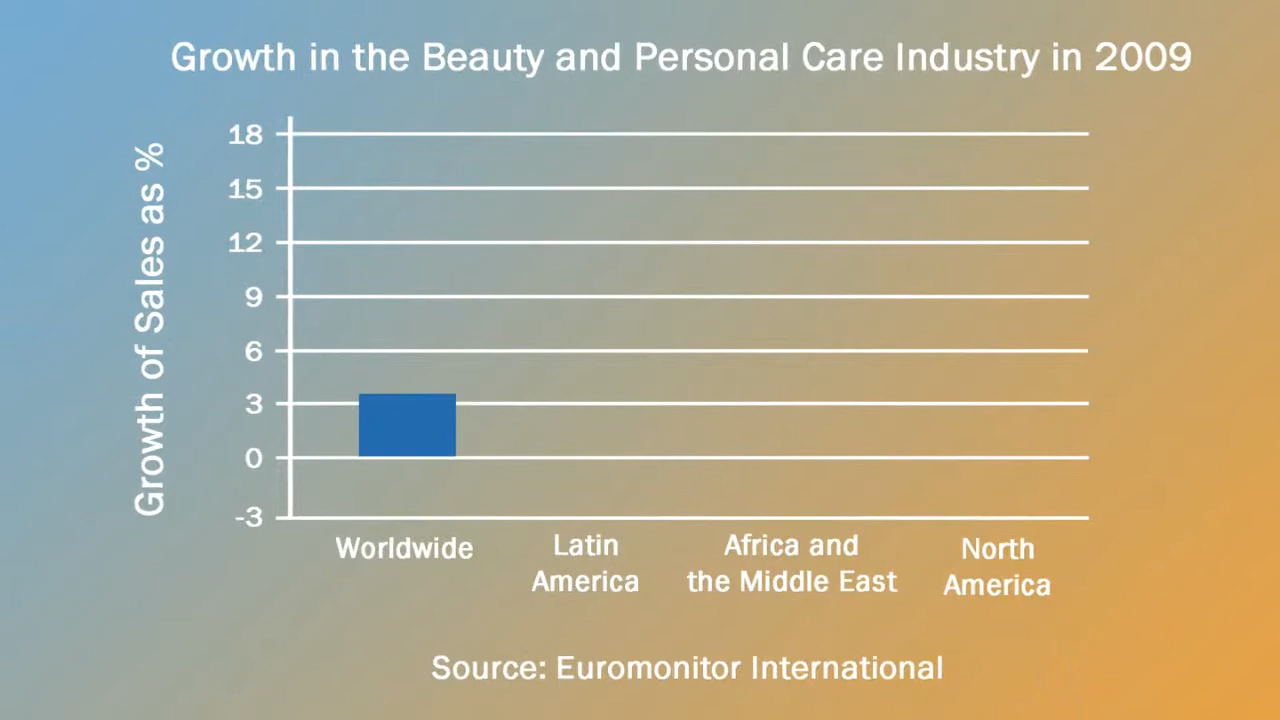 Growth in the Beauty and Personal Care Industry in 2009
Growth of Sales as %
18
15
12
9
6
3
0
-3
Worldwide
Latin
America
Africa and
the Middle East
North
America
Source: Euromonitor International